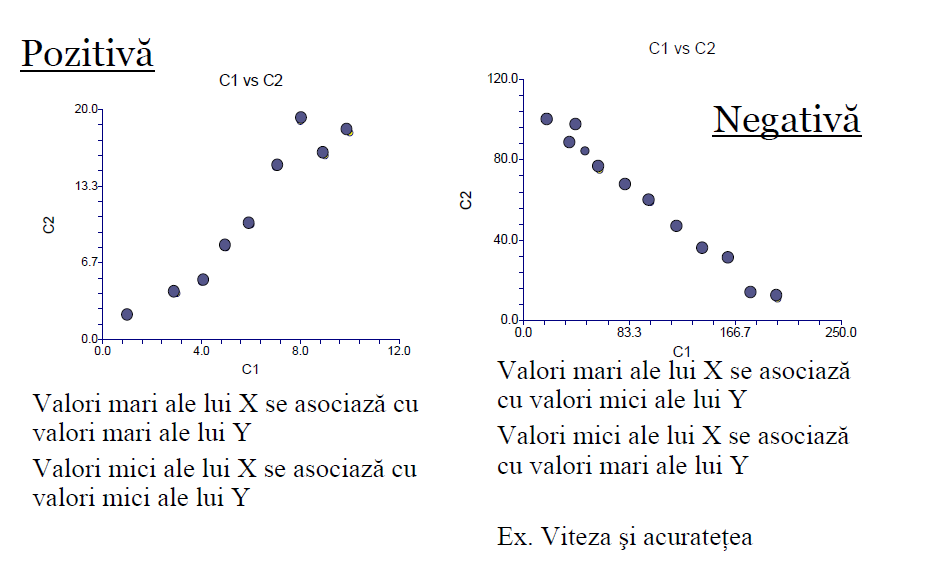 Pozitivă
C1 vs C2
20.0
13.3
6.7
0.0
C2
0.0 4.0 8.0 12.0
C1
Valori mari ale lui X se asociază cu
valori mari ale lui Y
Valori mici ale lui X se asociază cu
valori mici ale lui Y
C1 vs C2
Negativă
120.0
80.0
40.0
0.0
C2
0.0 83.3 166.7 250.0
C1
Valori mari ale lui X se asociază
cu valori mici ale lui Y
Valori mici ale lui X se asociază
cu valori mari ale lui Y
Ex. Viteza şi acuratețea